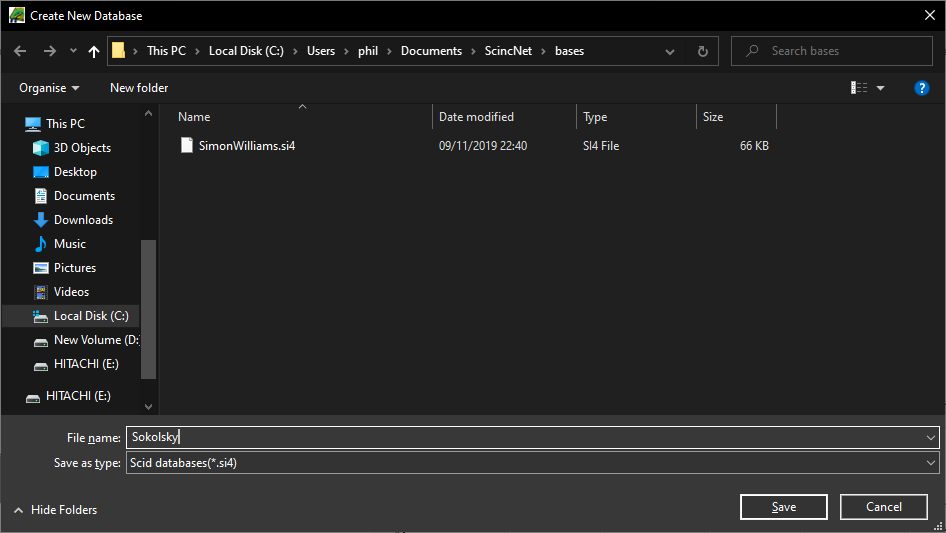 Create New Database
This PC > Local Disk (C:) > Users > phil > Documents > ScincNet > bases
Search bases
Organise New folder ?
Name Date modified Type Size
SimonWilliams.si4 09/11/2019 22:40 SI4 File 66 KB
This PC
3D Objects
Desktop
Documents
Downloads
Music
Pictures
Videos
Local Disk (C:)
New Volume (D:
HITACHI (E:)
HITACHI (E:)
File name: Sokolsky
Save as type: Scid databases(*.si4)
Hide Folders Save Cancel